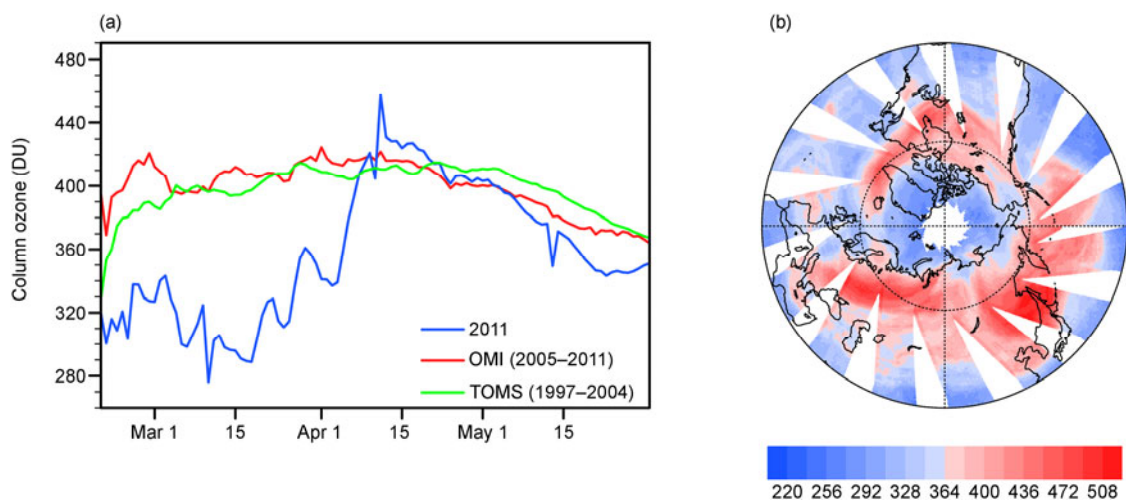 (a)
Column ozone (DU)
480
440
400
360
320
280
2011
OMI (2005–2011)
TOMS (1997–2004)
Mar 1
15
Apr 1
15
May 1
15
(b)
220 256 292 328 364 400 436 472 508